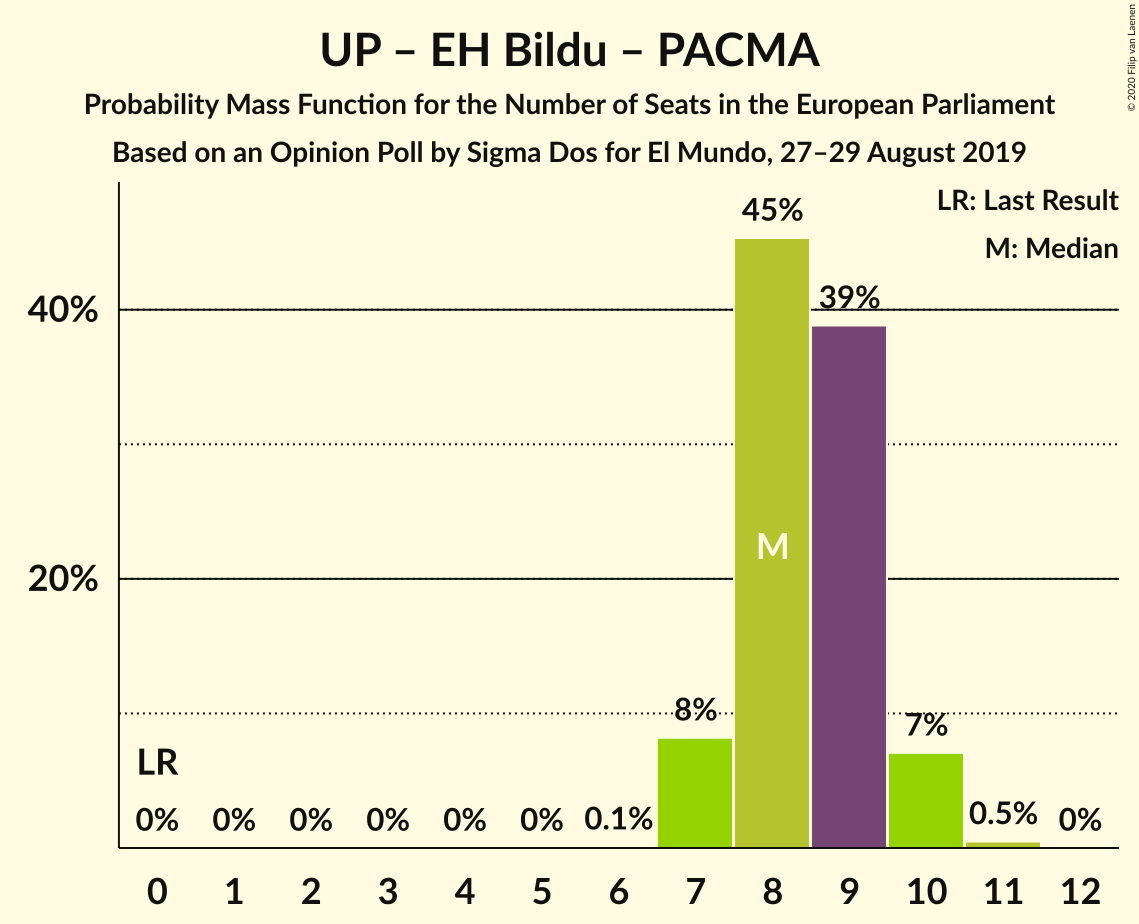 UP – EH Bildu – PACMA
Probability Mass Function for the Number of Seats in the European Parliament
Based on an Opinion Poll by Sigma Dos for El Mundo, 27–29 August 2019
© 2020 Filip van Laenen
LR: Last Result
M: Median
45%
39%
40%
M
20%
8%
7%
LR
0% 0% 0% 0% 0% 0% 0.1% 0.5% 0%
0 1 2 3 4 5 6 7 8 9 10 11 12